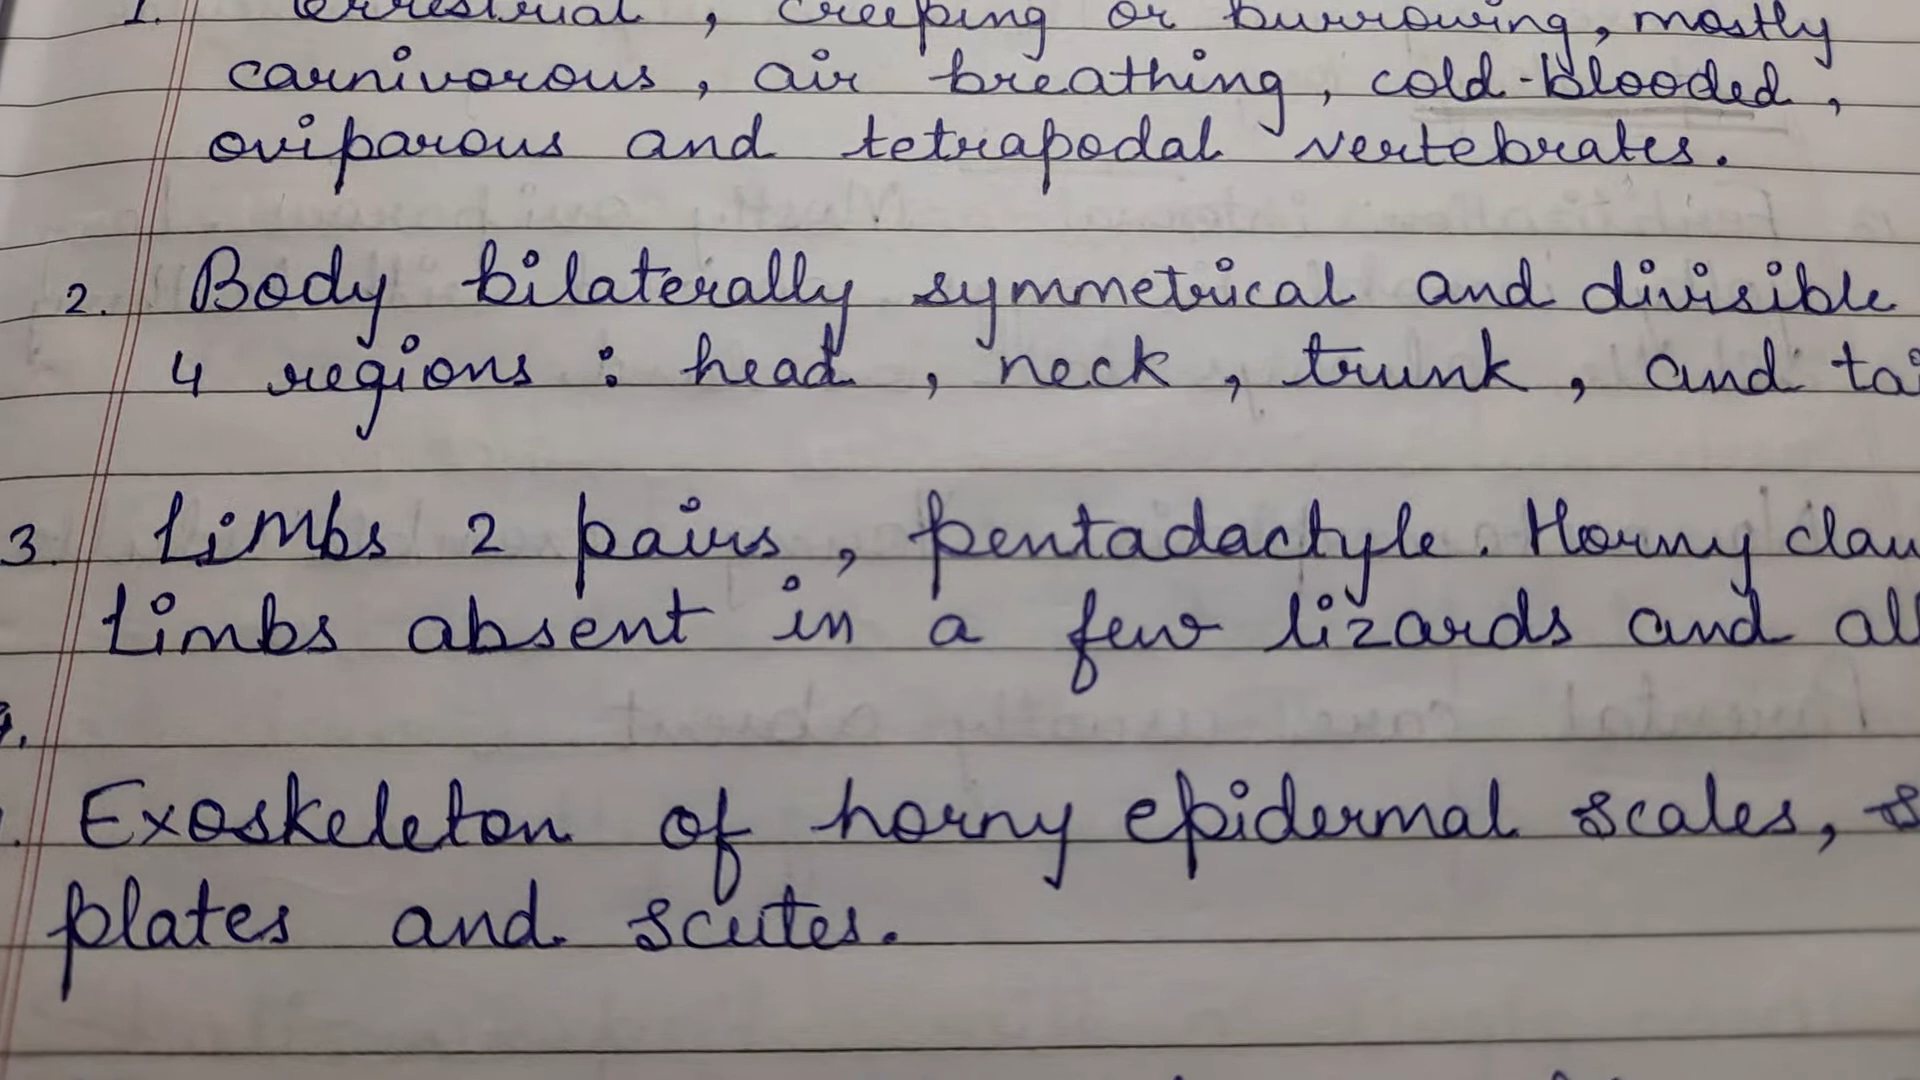 1. terrestrial, creeping or burrowing, mostly
carnivorous, air breathing, cold-blooded,
oviparous and tetrapodal vertebrates.
2. Body bilaterally symmetrical and divisible
4 regions : head, neck, trunk, and
3. Limbs 2 pairs, pentadactyle. Horny
limbs absent in a few lizards and
Exoskeleton of horny epidermal scales,
plates and scutes.